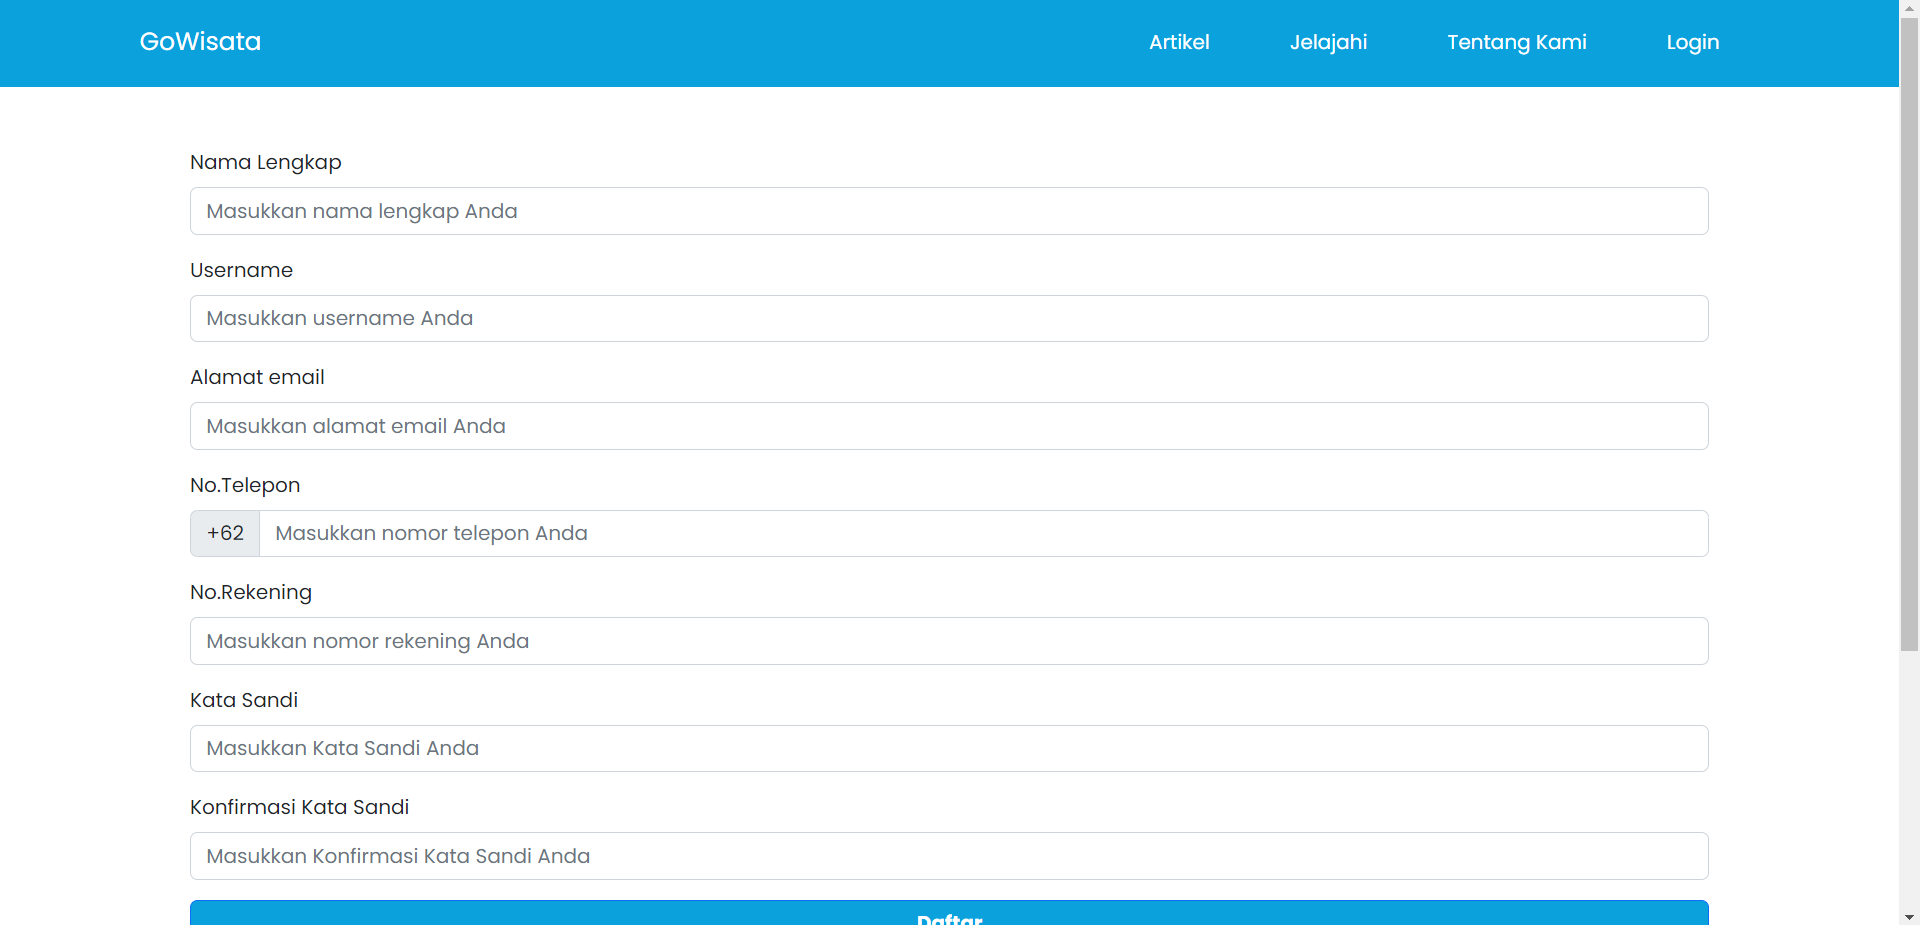 GoWisata
Artikel
Jelajahi
Tentang Kami
Login
Nama Lengkap
Masukkan nama lengkap Anda
Username
Masukkan username Anda
Alamat email
Masukkan alamat email Anda
No.Telepon
+62
Masukkan nomor telepon Anda
No.Rekening
Masukkan nomor rekening Anda
Kata Sandi
Masukkan Kata Sandi Anda
Konfirmasi Kata Sandi
Masukkan Konfirmasi Kata Sandi Anda
Daftar